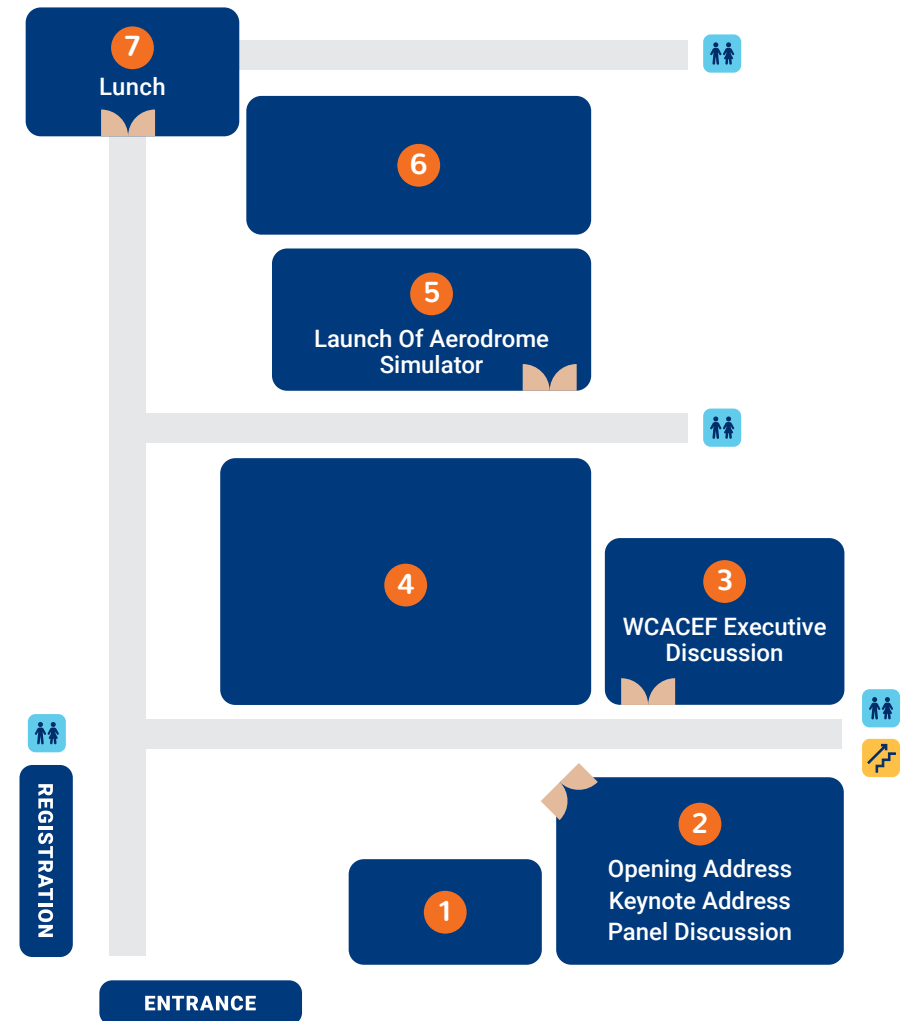 7
Lunch
6
5
Launch Of Aerodrome
Simulator
4
3
WCACEF Executive
Discussion
REGISTRATION
2
Opening Address
Keynote Address
Panel Discussion
1
ENTRANCE